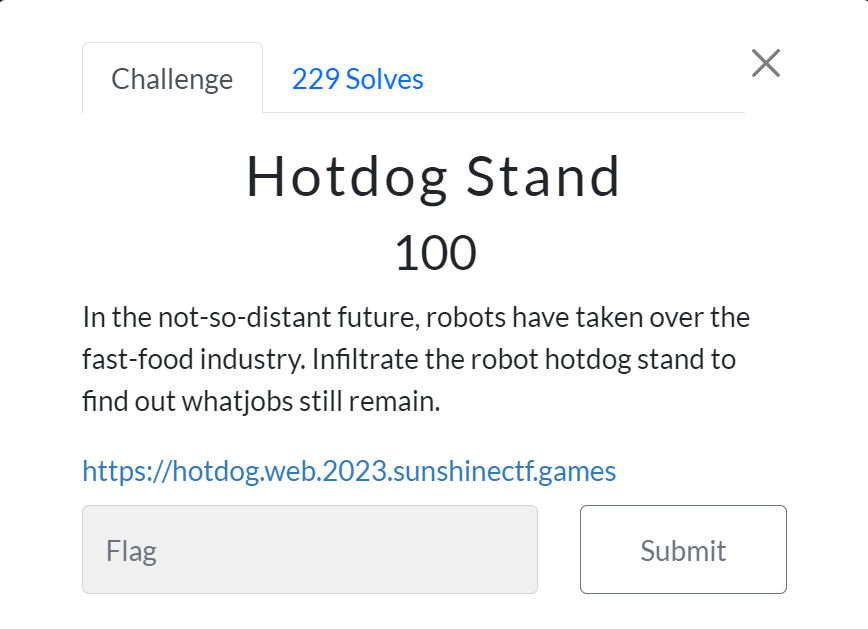 Challenge
229 Solves
Hotdog Stand
100
In the not-so-distant future, robots have taken over the
fast-food industry. Infiltrate the robot hotdog stand to
find out whatjobs still remain.
https://hotdog.web.2023.sunshinectf.games
Flag
Submit